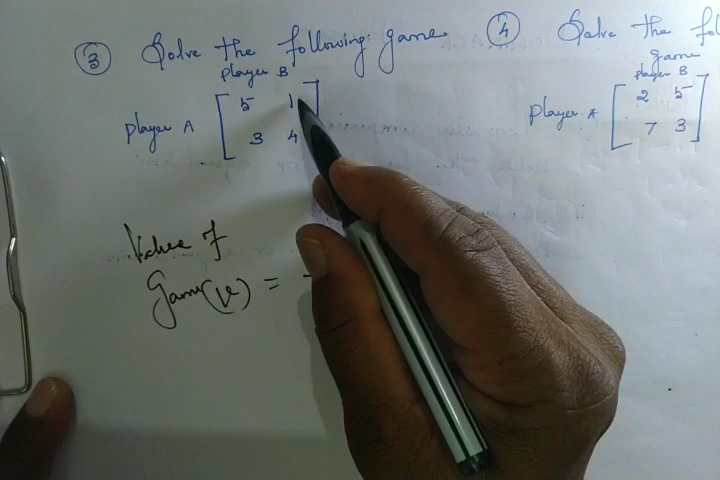 ③ Solve the following game
player B
player A [ 5 1 ]
3 4
Value of
Game(v) =
④ Solve the
game
player B
player A [ 2 5 ]
7 3